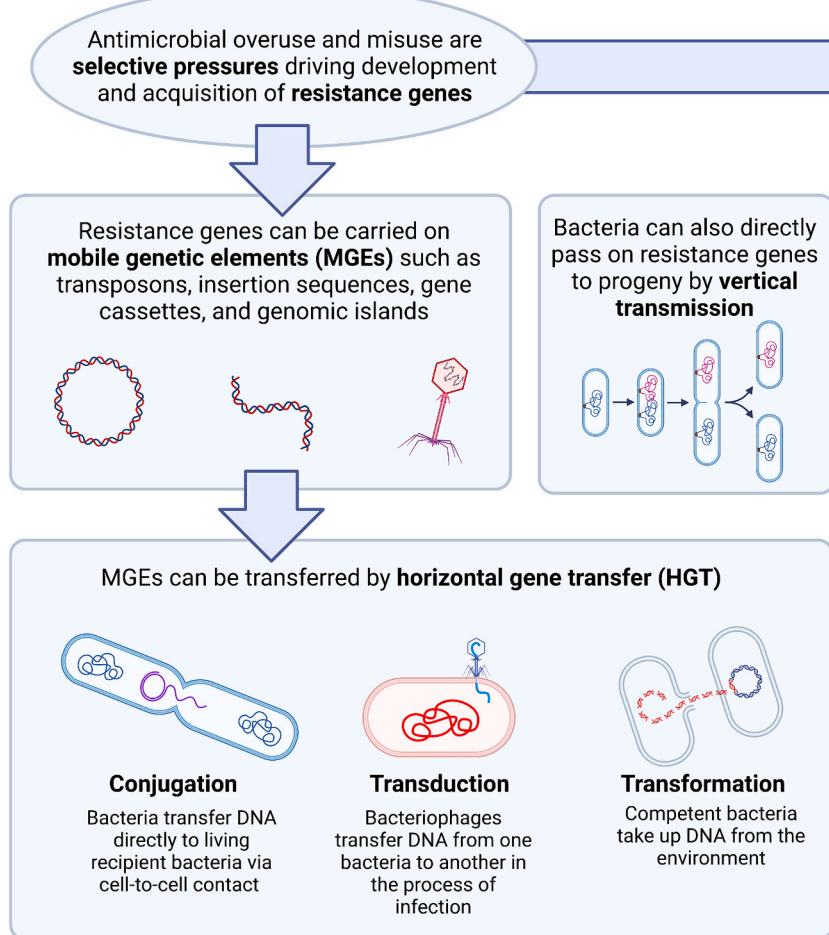 Antimicrobial overuse and misuse are
selective pressures driving development
and acquisition of resistance genes
Resistance genes can be carried on
mobile genetic elements (MGEs) such as
transposons, insertion sequences, gene
cassettes, and genomic islands
Bacteria can also directly
pass on resistance genes
to progeny by vertical
transmission
MGEs can be transferred by horizontal gene transfer (HGT)
Conjugation
Bacteria transfer DNA
directly to living
recipient bacteria via
cell-to-cell contact
Transduction
Bacteriophages
transfer DNA from one
bacteria to another in
the process of
infection
Transformation
Competent bacteria
take up DNA from the
environment